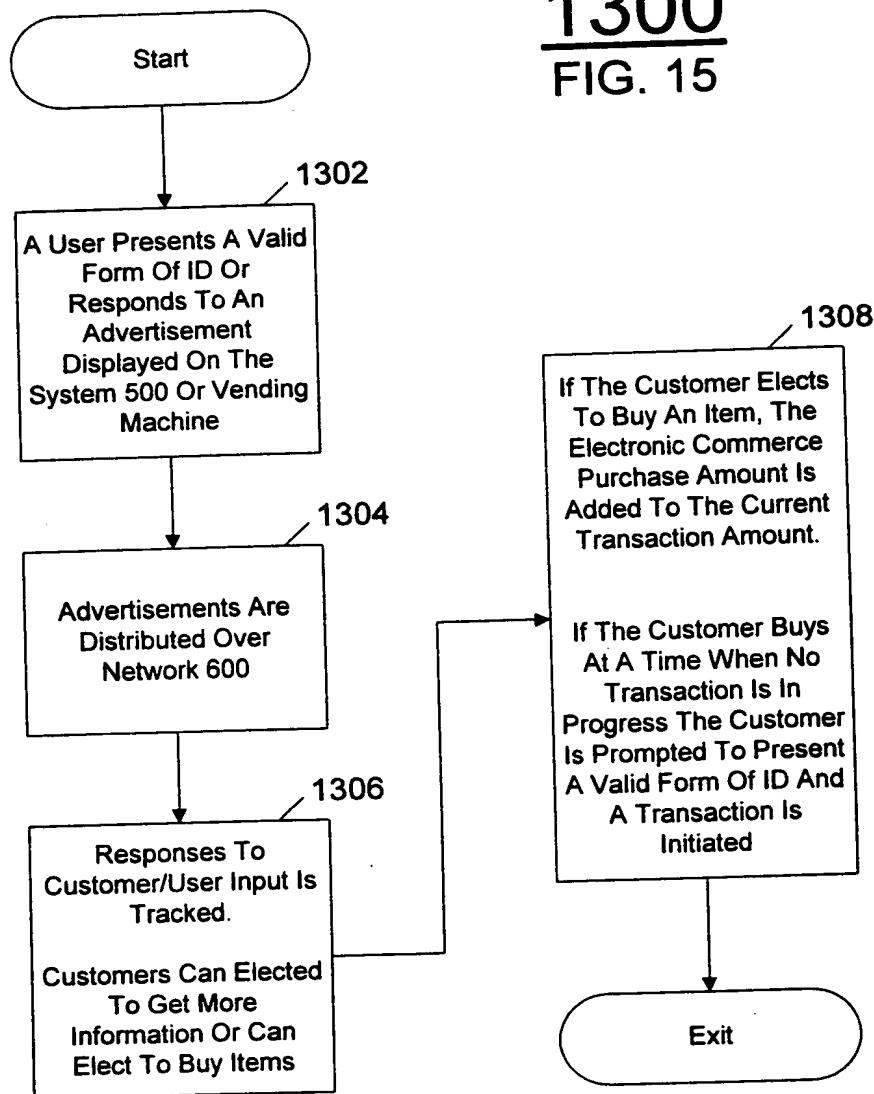 1300
FIG. 15
Start
1302
A User Presents A Valid
Form Of ID Or
Responds To An
Advertisement
Displayed On The
System 500 Or Vending
Machine
1304
Advertisements Are
Distributed Over
Network 600
1306
Responses To
Customer/User Input Is
Tracked.
Customers Can Elected
To Get More
Information Or Can
Elect To Buy Items
1308
If The Customer Elects
To Buy An Item, The
Electronic Commerce
Purchase Amount Is
Added To The Current
Transaction Amount.
If The Customer Buys
At A Time When No
Transaction Is In
Progress The Customer
Is Prompted To Present
A Valid Form Of ID And
A Transaction Is
Initiated
Exit